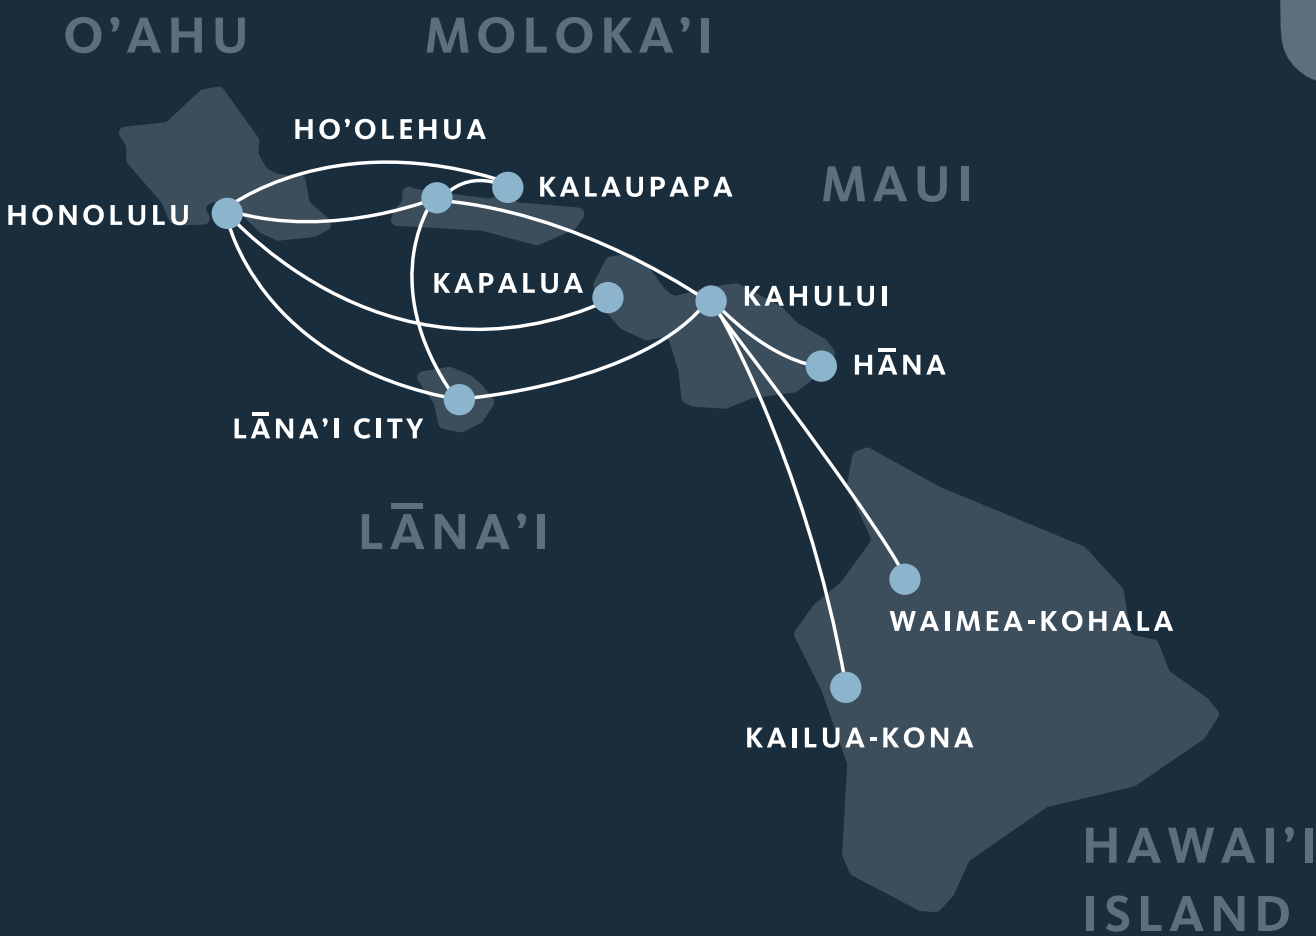 O’AHU
MOLOKA’I
HO’OLEHUA
KALAUPAPA
MAUI
HONOLULU
KAPALUA
KAHULUI
HĀNA
LĀNA’I CITY
LĀNA’I
WAIMEA-KOHALA
KAILUA-KONA
HAWAI’I
ISLAND